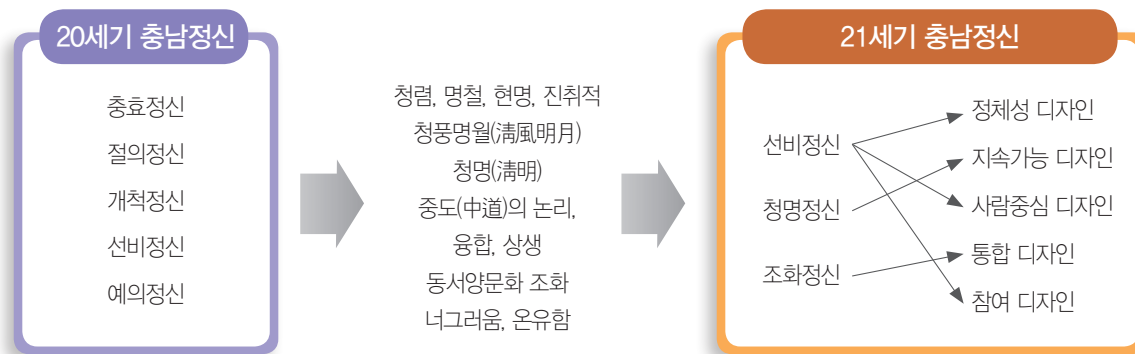 20세기 충남정신
충효정신
절의정신
개척정신
선비정신
예의정신
청렴, 명철, 현명, 진취적
청풍명월(淸風明月)
청명(淸明)
중도(中道)의 논리,
융합, 상생
동서양문화 조화
너그러움, 온유함
21세기 충남정신
선비정신
청명정신
조화정신
정체성 디자인
지속가능 디자인
사람중심 디자인
통합 디자인
참여 디자인